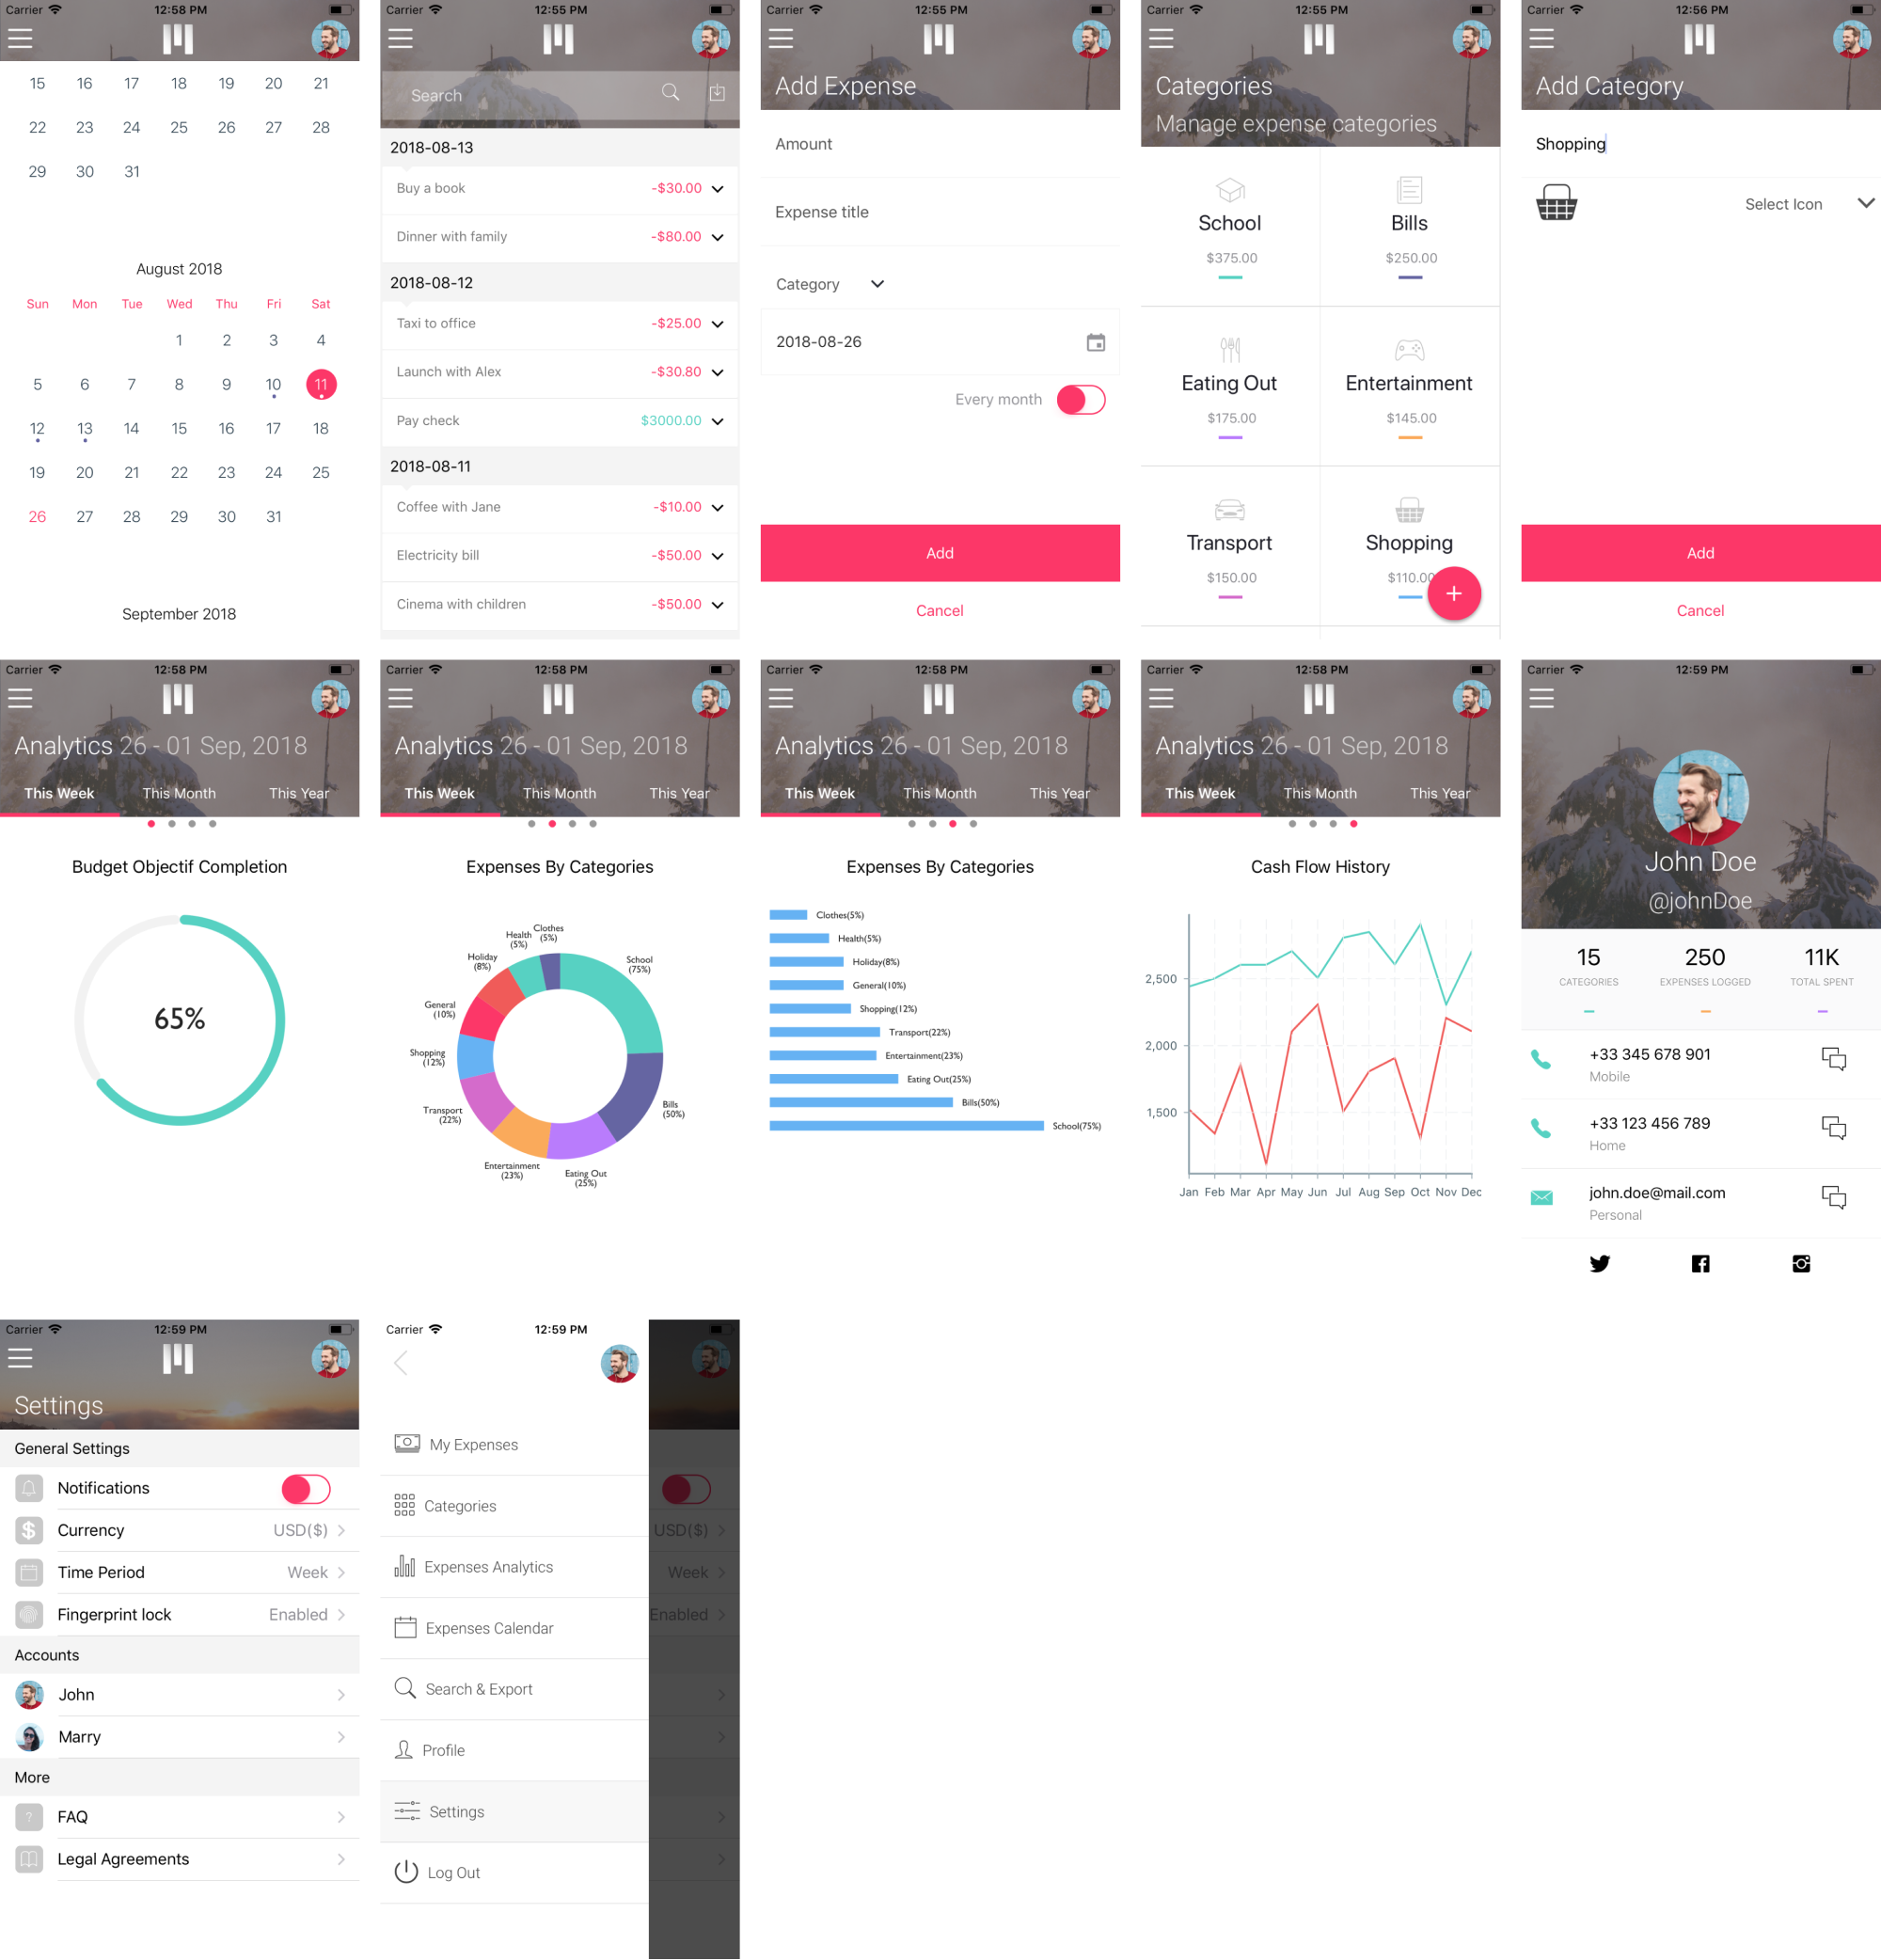 Carrier 12:58 PM
15 16 17 18 19 20 21
22 23 24 25 26 27 28
29 30 31
August 2018
Sun Mon Tue Wed Thu Fri Sat
1 2 3 4
5 6 7 8 9 10 11
12 13 14 15 16 17 18
19 20 21 22 23 24 25
26 27 28 29 30 31
September 2018
Carrier 12:55 PM
Search
2018-08-13
Buy a book -$30.00
Dinner with family -$80.00
2018-08-12
Taxi to office -$25.00
Launch with Alex -$30.80
Pay check $3000.00
2018-08-11
Coffee with Jane -$10.00
Electricity bill -$50.00
Cinema with children -$50.00
Carrier 12:55 PM
Add Expense
Amount
Expense title
Category
2018-08-26
Every month
Add
Cancel
Carrier 12:55 PM
Categories
Manage expense categories
School Bills
$375.00 $250.00
Eating Out Entertainment
$175.00 $145.00
Transport Shopping
$150.00 $110.00
+
Carrier 12:56 PM
Add Category
Shopping
Select Icon
Add
Cancel
Carrier 12:58 PM
Analytics 26 - 01 Sep, 2018
This Week This Month This Year
Budget Objectif Completion
65%
Carrier 12:58 PM
Analytics 26 - 01 Sep, 2018
This Week This Month This Year
Expenses By Categories
Clothes
(5%)
Health
(5%)
School
(75%)
Holiday
(8%)
General
(10%)
Shopping
(12%)
Bills
(50%)
Transport
(22%)
Entertainment
(23%)
Eating Out
(25%)
Carrier 12:58 PM
Analytics 26 - 01 Sep, 2018
This Week This Month This Year
Expenses By Categories
Clothes(5%)
Health(5%)
Holiday(8%)
General(10%)
Shopping(12%)
Transport(22%)
Entertainment(23%)
Eating Out(25%)
Bills(50%)
School(75%)
Carrier 12:58 PM
Analytics 26 - 01 Sep, 2018
This Week This Month This Year
Cash Flow History
2,500
2,000
1,500
Jan Feb Mar Apr May Jun Jul Aug Sep Oct Nov Dec
Carrier 12:59 PM
John Doe
@johnDoe
15 250 11K
CATEGORIES EXPENSES LOGGED TOTAL SPENT
+33 345 678 901
Mobile
+33 123 456 789
Home
john.doe@mail.com
Personal
Carrier 12:59 PM
Settings
General Settings
Notifications
Currency USD($)
Time Period Week
Fingerprint lock Enabled
Accounts
John
Marry
More
FAQ
Legal Agreements
Carrier 12:59 PM
My Expenses
Categories
Expenses Analytics
Expenses Calendar
Search & Export
Profile
Settings
Log Out
USD($)
Week
Enabled